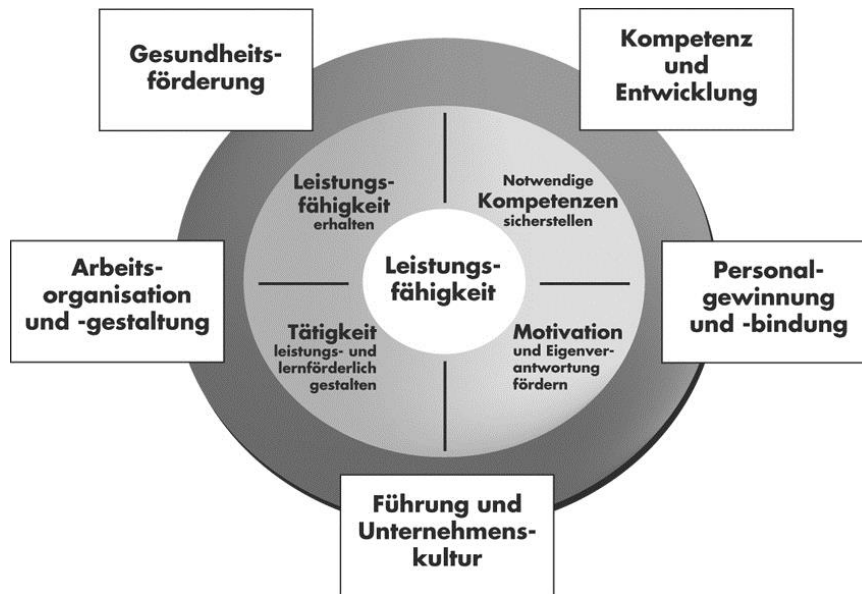 Gesundheits-
förderung
Kompetenz
und
Entwicklung
Leistungs-
fähigkeit
erhalten
Notwendige
Kompetenzen
sicherstellen
Arbeits-
organisation
und -gestaltung
Leistungs-
fähigkeit
Personal-
gewinnung
und -bindung
Tätigkeit
leistungs- und
lernförderlich
gestalten
Motivation
und Eigenver-
antwortung
fördern
Führung und
Unternehmens-
kultur